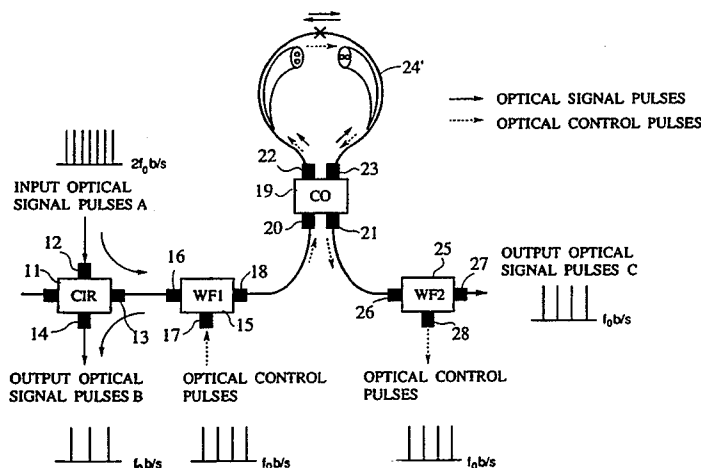 24'
OPTICAL SIGNAL PULSES
OPTICAL CONTROL PULSES
2f₀b/s
INPUT OPTICAL
SIGNAL PULSES A
22
23
19
CO
20
21
12
11
CIR
13
14
16
WF1
18
17
15
25
WF2
27
26
28
OUTPUT OPTICAL
SIGNAL PULSES C
f₀b/s
OUTPUT OPTICAL
SIGNAL PULSES B
f₀b/s
OPTICAL CONTROL
PULSES
f₀b/s
OPTICAL CONTROL
PULSES
f₀b/s